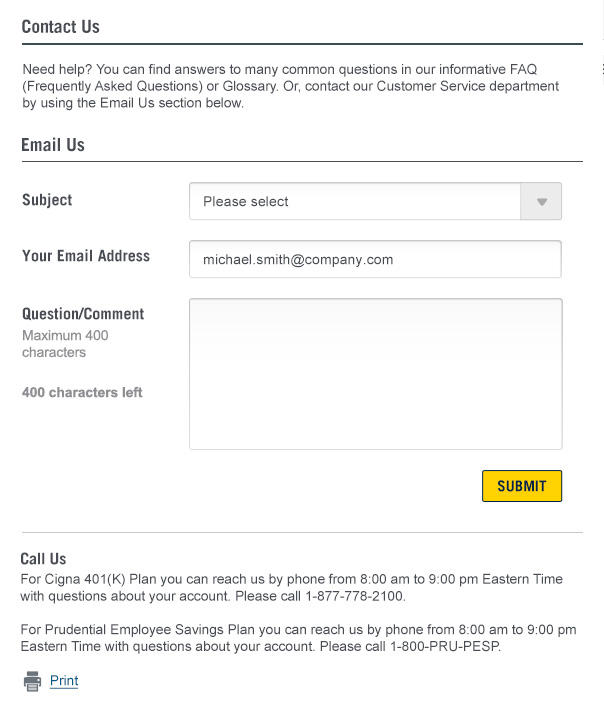 Contact Us
Need help? You can find answers to many common questions in our informative FAQ
(Frequently Asked Questions) or Glossary. Or, contact our Customer Service department
by using the Email Us section below.
Email Us
Subject
Please select
Your Email Address
michael.smith@company.com
Question/Comment
Maximum 400
characters
400 characters left
SUBMIT
Call Us
For Cigna 401(K) Plan you can reach us by phone from 8:00 am to 9:00 pm Eastern Time
with questions about your account. Please call 1-877-778-2100.
For Prudential Employee Savings Plan you can reach us by phone from 8:00 am to 9:00 pm
Eastern Time with questions about your account. Please call 1-800-PRU-PESP.
Print